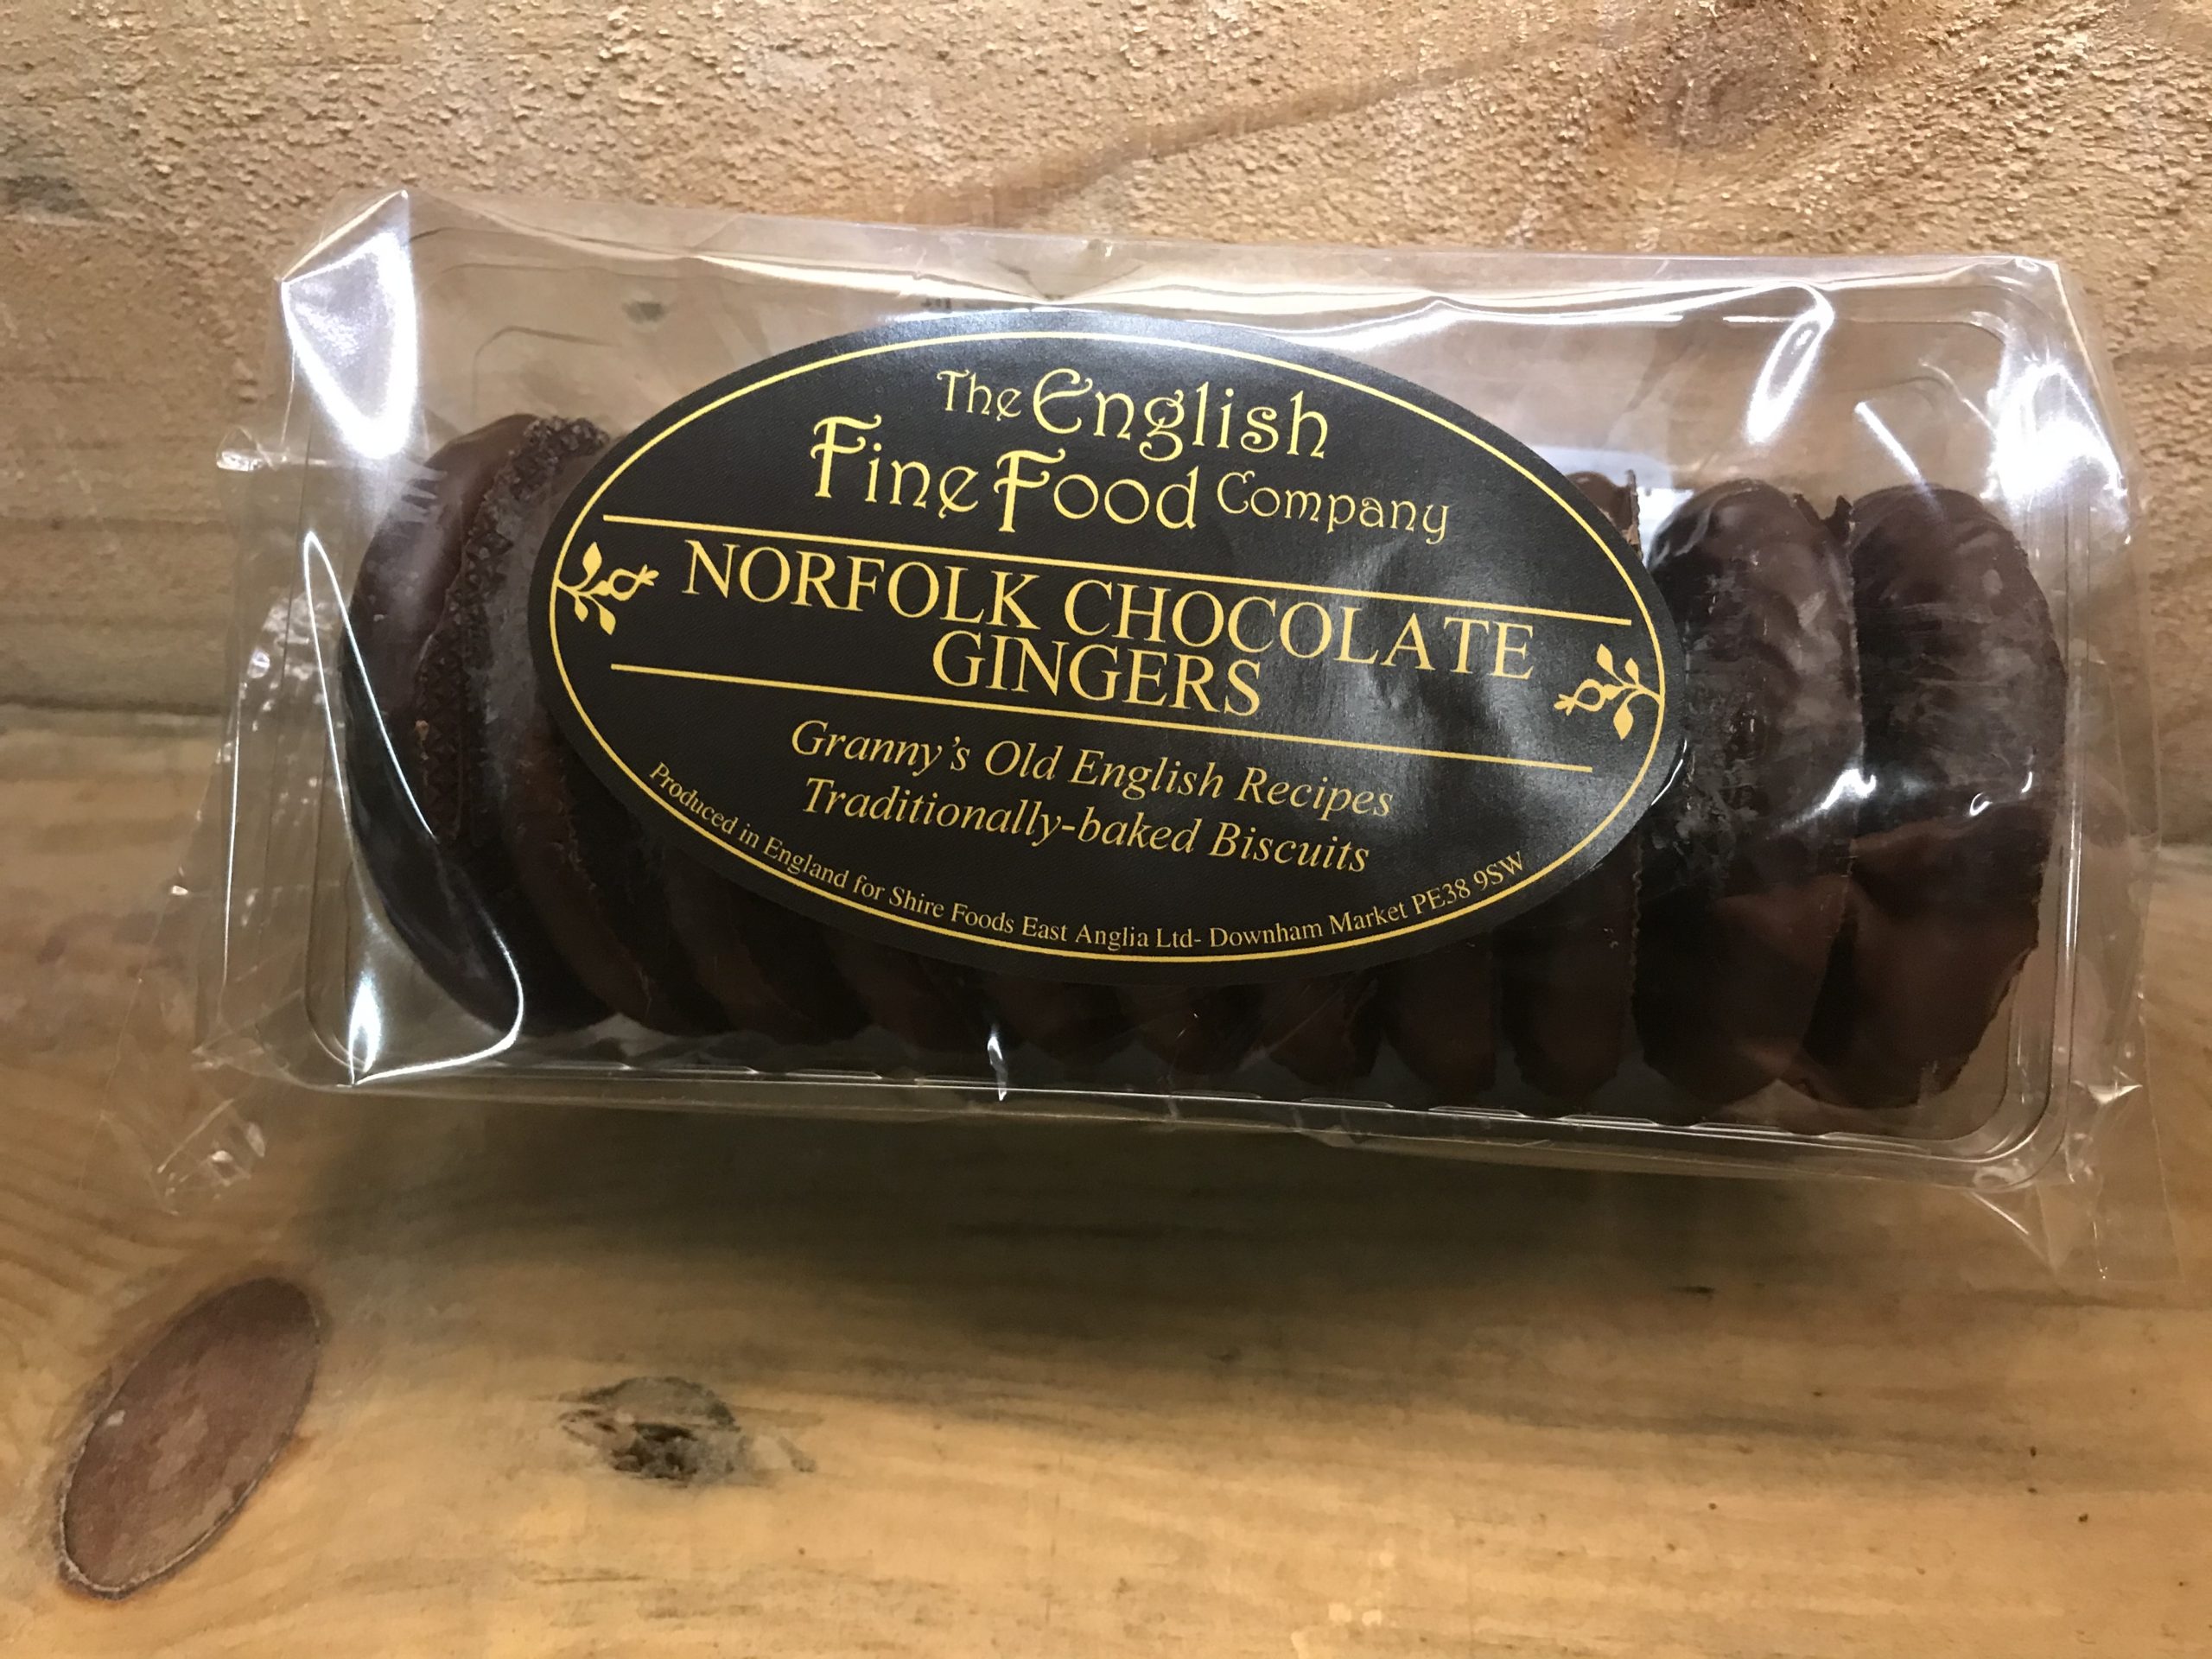 The English
Fine Food Company
NORFOLK CHOCOLATE
GINGERS
Granny's Old English Recipes
Traditionally-baked Biscuits
Produced in England for Shire Foods East Anglia Ltd- Downham Market PE38 9SW